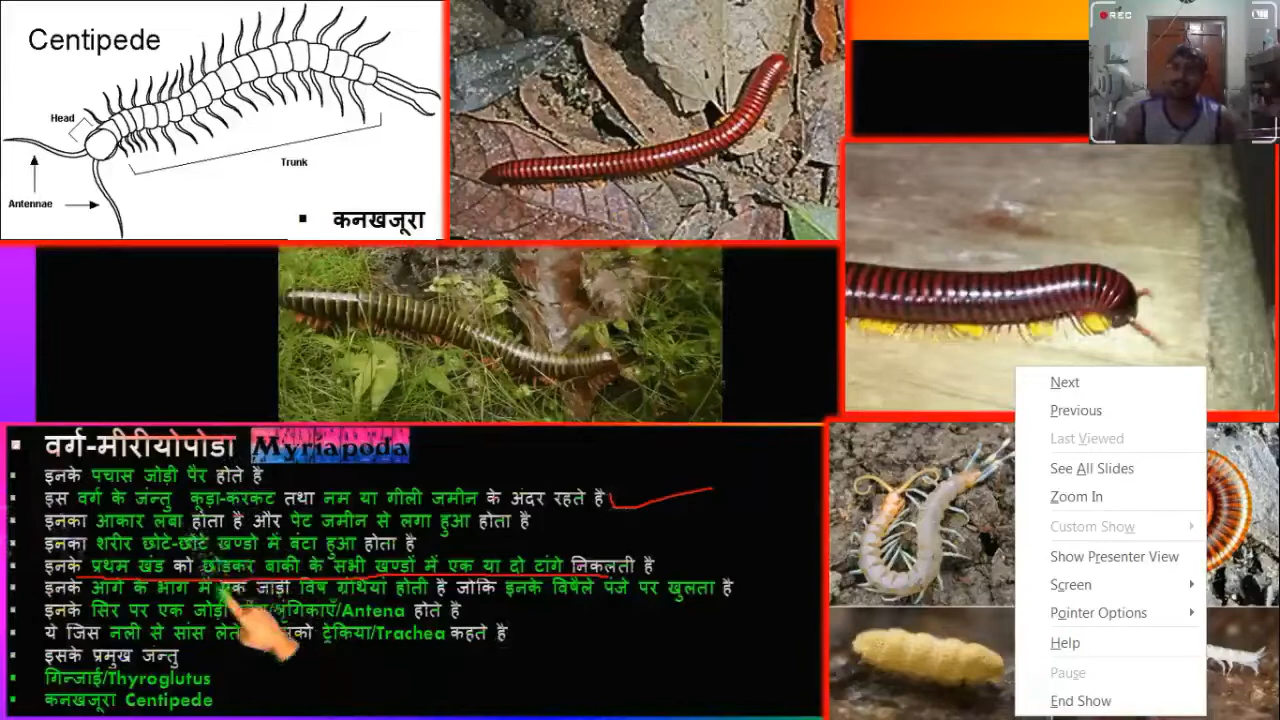 Centipede
Head
Trunk
Antennae
▪ कनखजूरा
REC
वर्ग-मीरीयोपोडा Myriapoda
इनके पचास जोड़ी पैर होते है
इस वर्ग के जंन्तु कूड़ा-करकट तथा नम या गीली जमीन के अंदर रहते है
इनका आकार लंबा होता है और पेट जमीन से लगा हुआ होता है
इनका शरीर छोटे-छोटे खण्डो में बंटा हुआ होता है
इनके प्रथम खंड को छोड़कर बाकी के सभी खण्डों में एक या दो टांगे निकलती है
इनके आगे के भाग में एक जोड़ी विष ग्रंथियां होती है जोकि इनके विषैले पंजे पर खुलता है
इनके सिर पर एक जोड़ी /Antena होते है
ये जिस नली से सांस लेते ट्रेकिया/Trachea कहते है
इसके प्रमुख जंन्तु
गिन्जाई/Thyroglutus
कनखजूरा Centipede
Next
Previous
Last Viewed
See All Slides
Zoom In
Custom Show
Show Presenter View
Screen
Pointer Options
Help
Pause
End Show